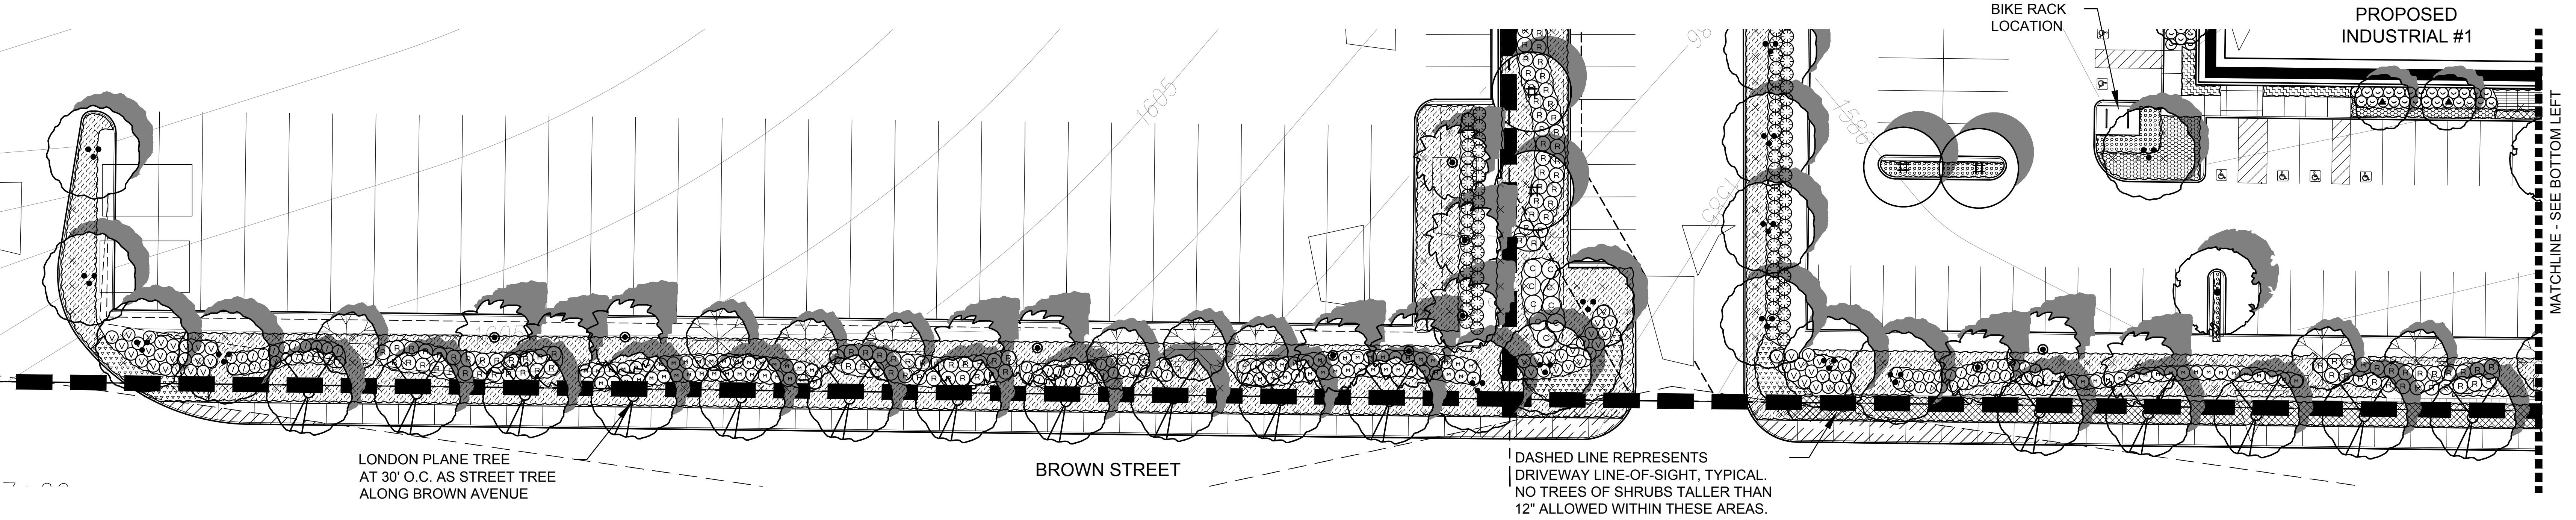 BIKE RACK
LOCATION
PROPOSED
INDUSTRIAL #1
1605
1586
1585
MATCHLINE - SEE BOTTOM LEFT
LONDON PLANE TREE
AT 30' O.C. AS STREET TREE
ALONG BROWN AVENUE
BROWN STREET
DASHED LINE REPRESENTS
DRIVEWAY LINE-OF-SIGHT, TYPICAL.
NO TREES OF SHRUBS TALLER THAN
12" ALLOWED WITHIN THESE AREAS.